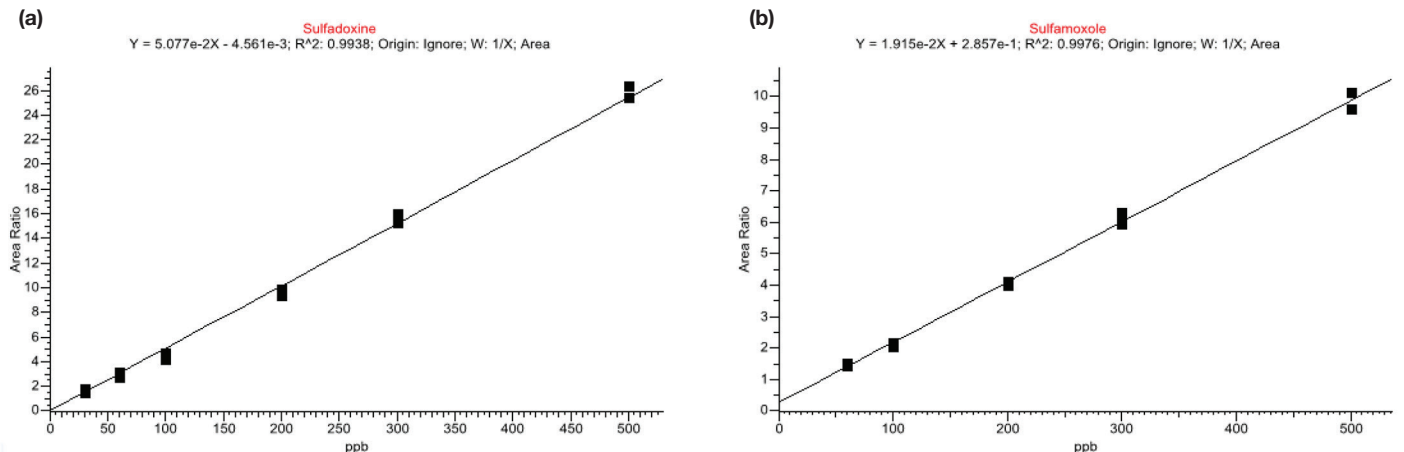 (a)
Sulfadoxine
Y = 5.077e-2X - 4.561e-3; R^2: 0.9938; Origin: Ignore; W: 1/X; Area
26
24
22
20
18
16
14
12
10
8
6
4
2
0
Area Ratio
0 50 100 150 200 250 300 350 400 450 500
ppb
(b)
Sulfamoxole
Y = 1.915e-2X + 2.857e-1; R^2: 0.9976; Origin: Ignore; W: 1/X; Area
10
9
8
7
6
5
4
3
2
1
0
Area Ratio
0 100 200 300 400 500
ppb